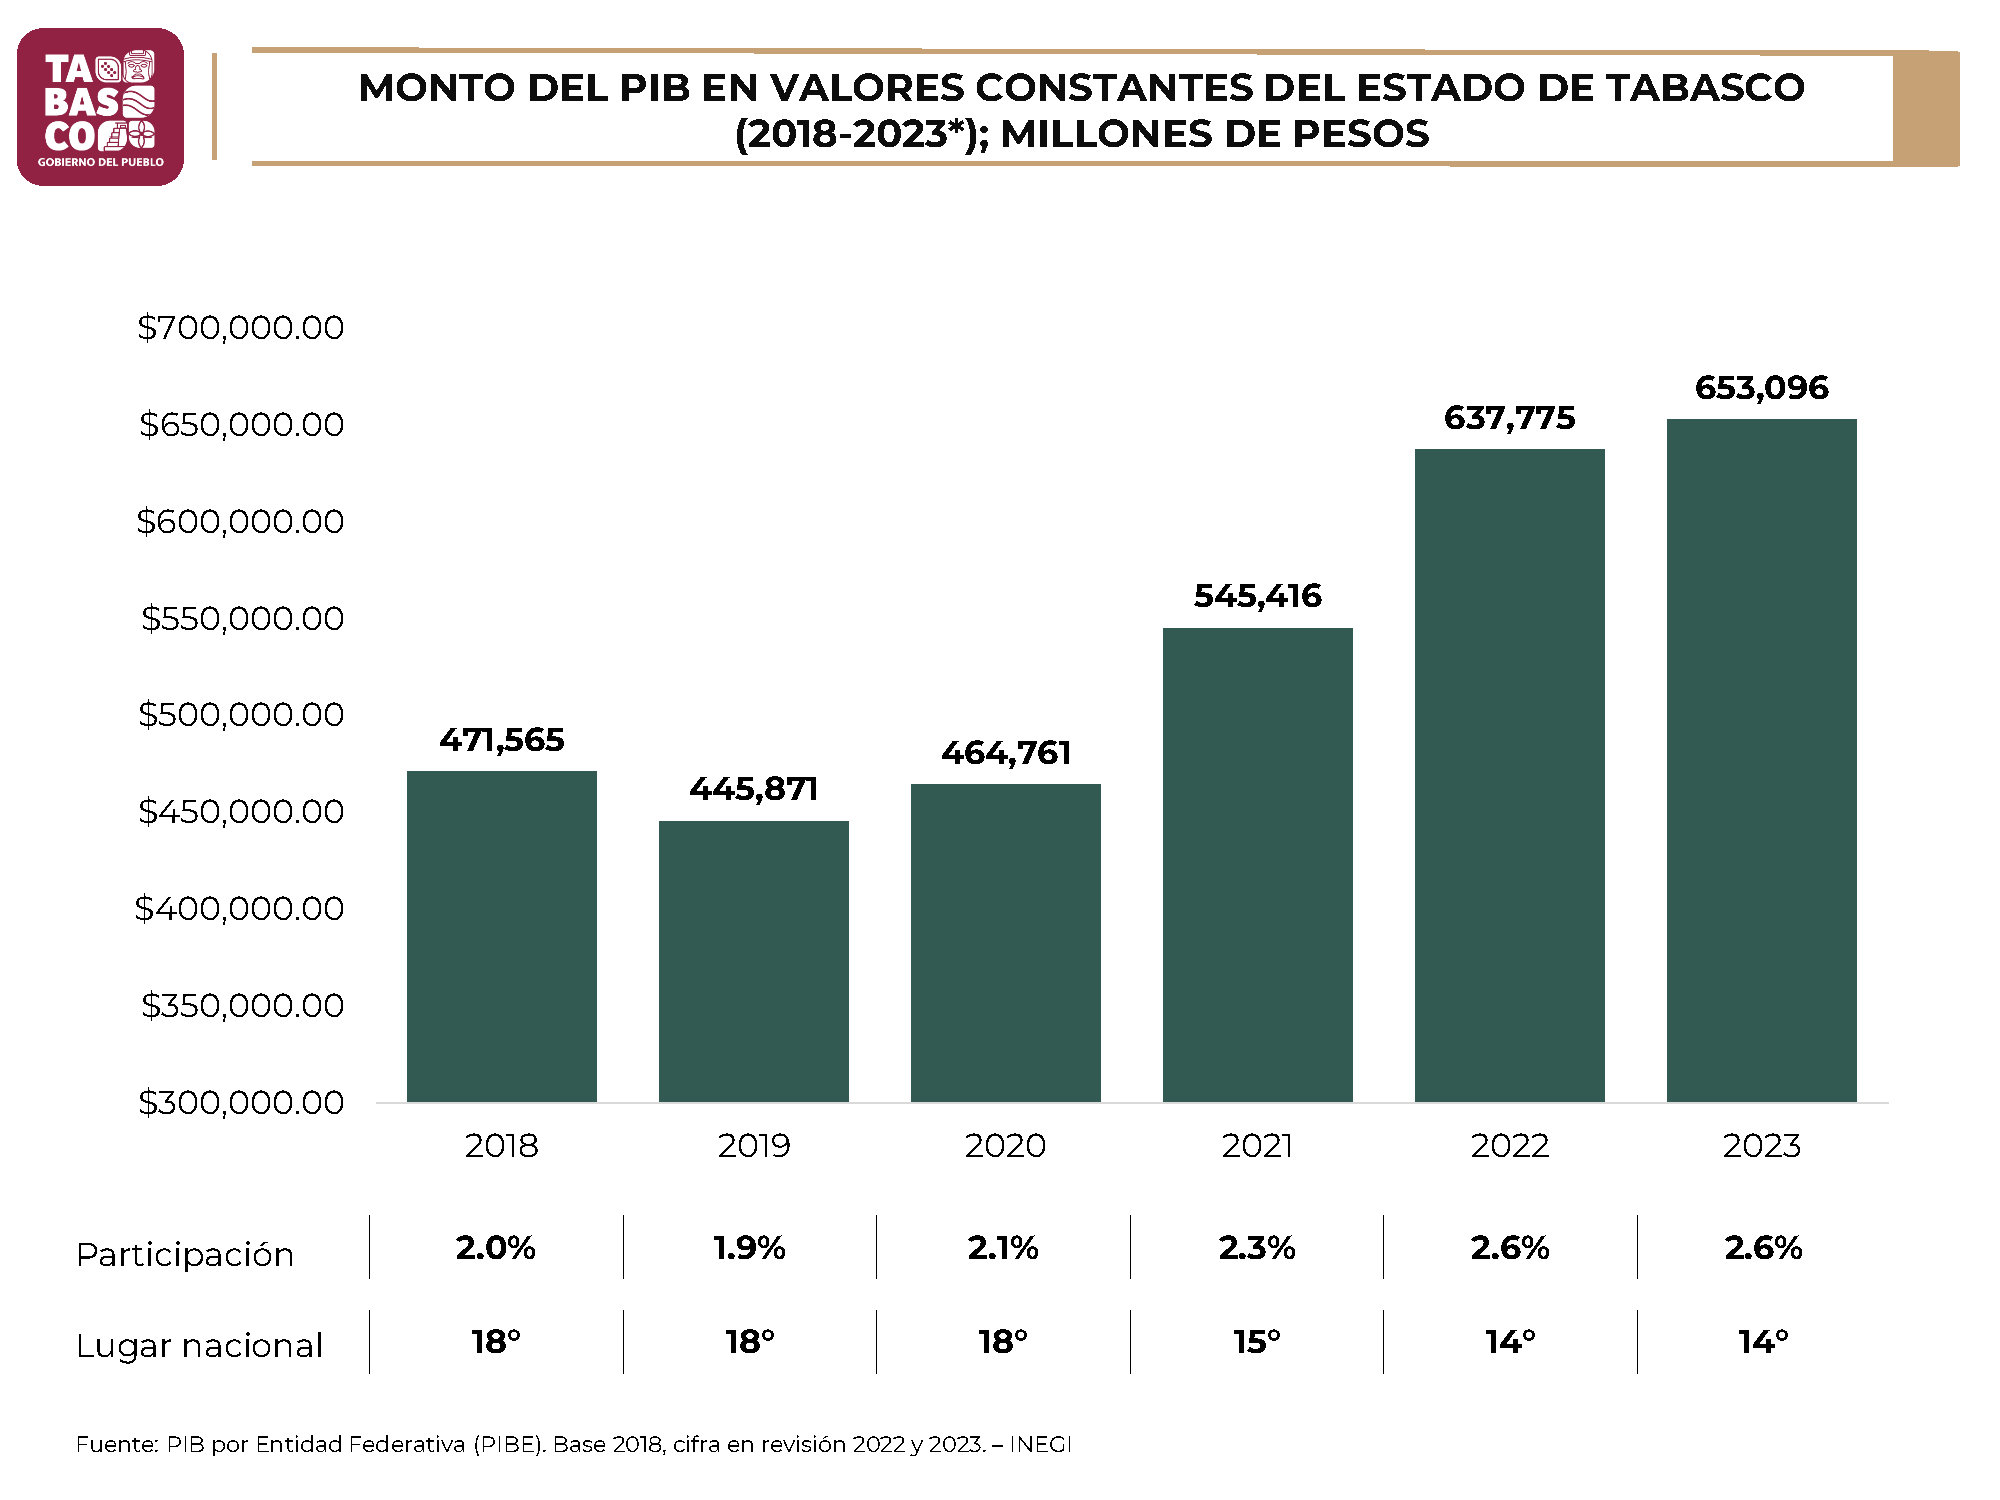 TA
BAS
CO
GOBIERNO DEL PUEBLO
MONTO DEL PIB EN VALORES CONSTANTES DEL ESTADO DE TABASCO
(2018-2023*); MILLONES DE PESOS
$700,000.00
$650,000.00
$600,000.00
$550,000.00
$500,000.00
$450,000.00
$400,000.00
$350,000.00
$300,000.00
471,565
445,871
464,761
545,416
637,775
653,096
2018 2019 2020 2021 2022 2023
Participación 2.0% 1.9% 2.1% 2.3% 2.6% 2.6%
Lugar nacional 18° 18° 18° 15° 14° 14°
Fuente: PIB por Entidad Federativa (PIBE). Base 2018, cifra en revisión 2022 y 2023. – INEGI